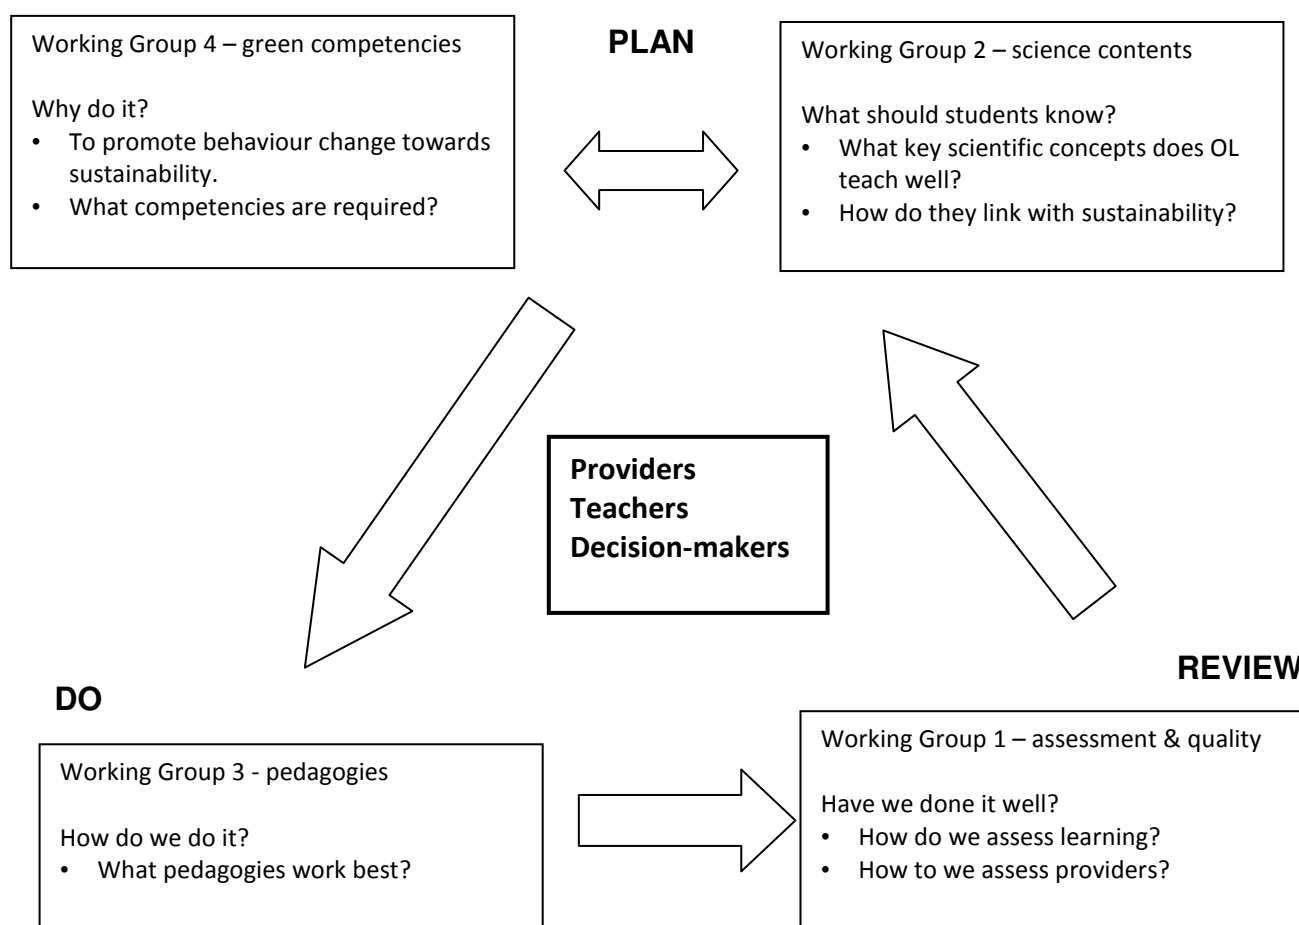 Working Group 4 – green competencies
Why do it?
• To promote behaviour change towards
sustainability.
• What competencies are required?
PLAN
Working Group 2 – science contents
What should students know?
• What key scientific concepts does OL
teach well?
• How do they link with sustainability?
Providers
Teachers
Decision-makers
DO
Working Group 3 - pedagogies
How do we do it?
• What pedagogies work best?
REVIEW
Working Group 1 – assessment & quality
Have we done it well?
• How do we assess learning?
• How to we assess providers?